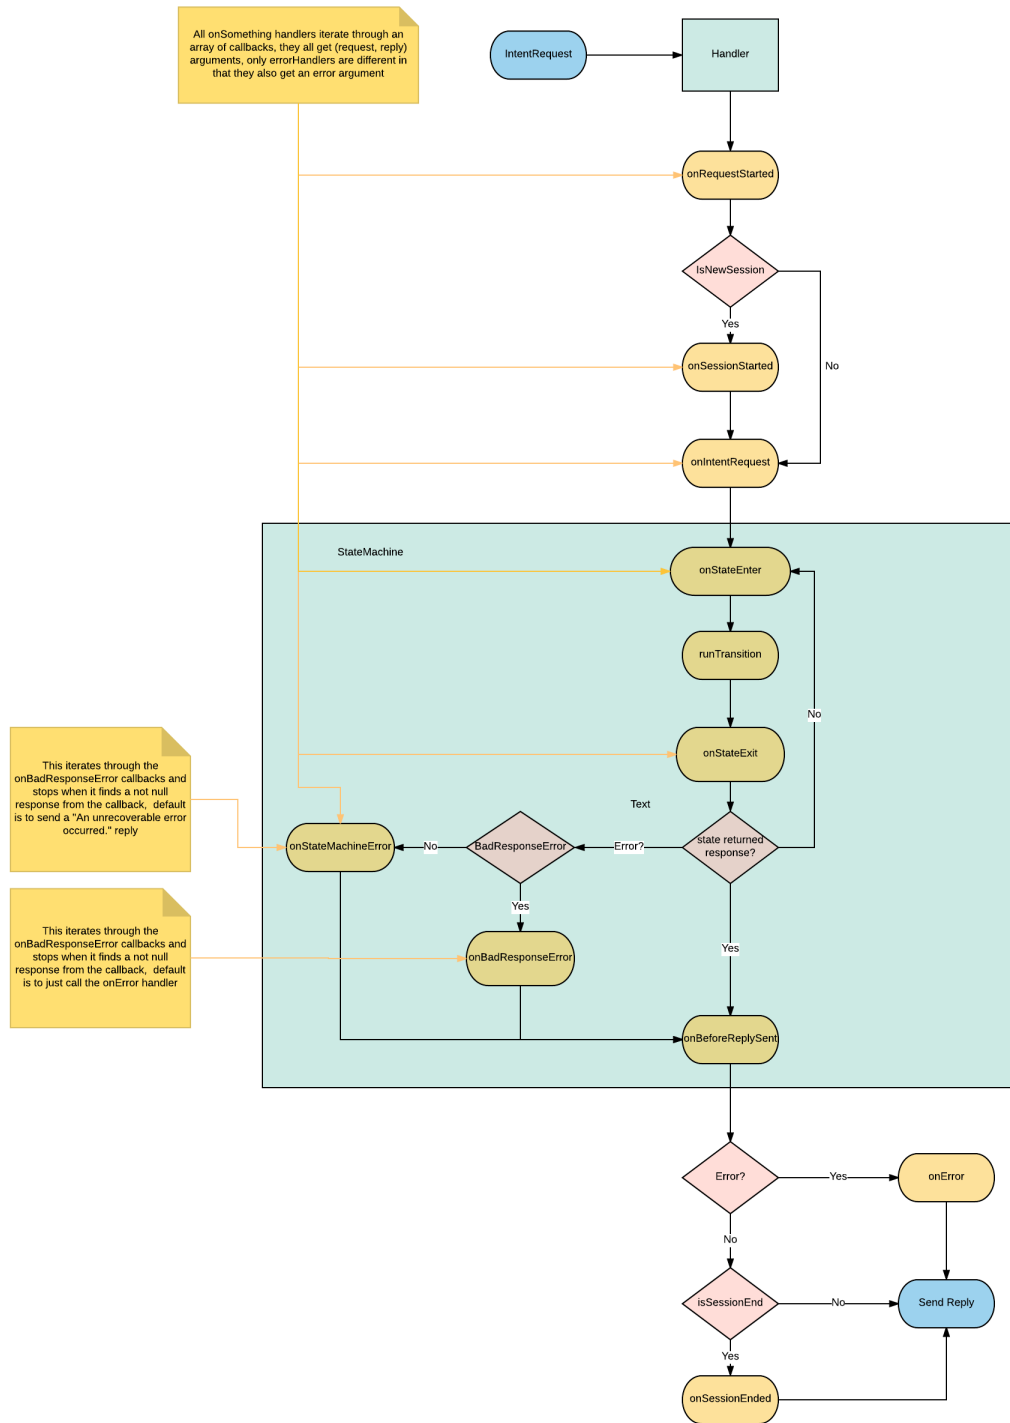 All onSomething handlers iterate through an
array of callbacks, they all get (request, reply)
arguments, only errorHandlers are different in
that they also get an error argument
IntentRequest
Handler
onRequestStarted
IsNewSession
Yes
No
onSessionStarted
onIntentRequest
StateMachine
onStateEnter
runTransition
No
onStateExit
Text
This iterates through the
onBadResponseError callbacks and
stops when it finds a not null
response from the callback,  default
is to send a "An unrecoverable error
occurred." reply
onStateMachineError
No
BadResponseError
Error?
state returned
response?
Yes
This iterates through the
onBadResponseError callbacks and
stops when it finds a not null
response from the callback,  default
is to just call the onError handler
onBadResponseError
Yes
onBeforeReplySent
Error?
Yes
onError
No
isSessionEnd
No
Send Reply
Yes
onSessionEnded